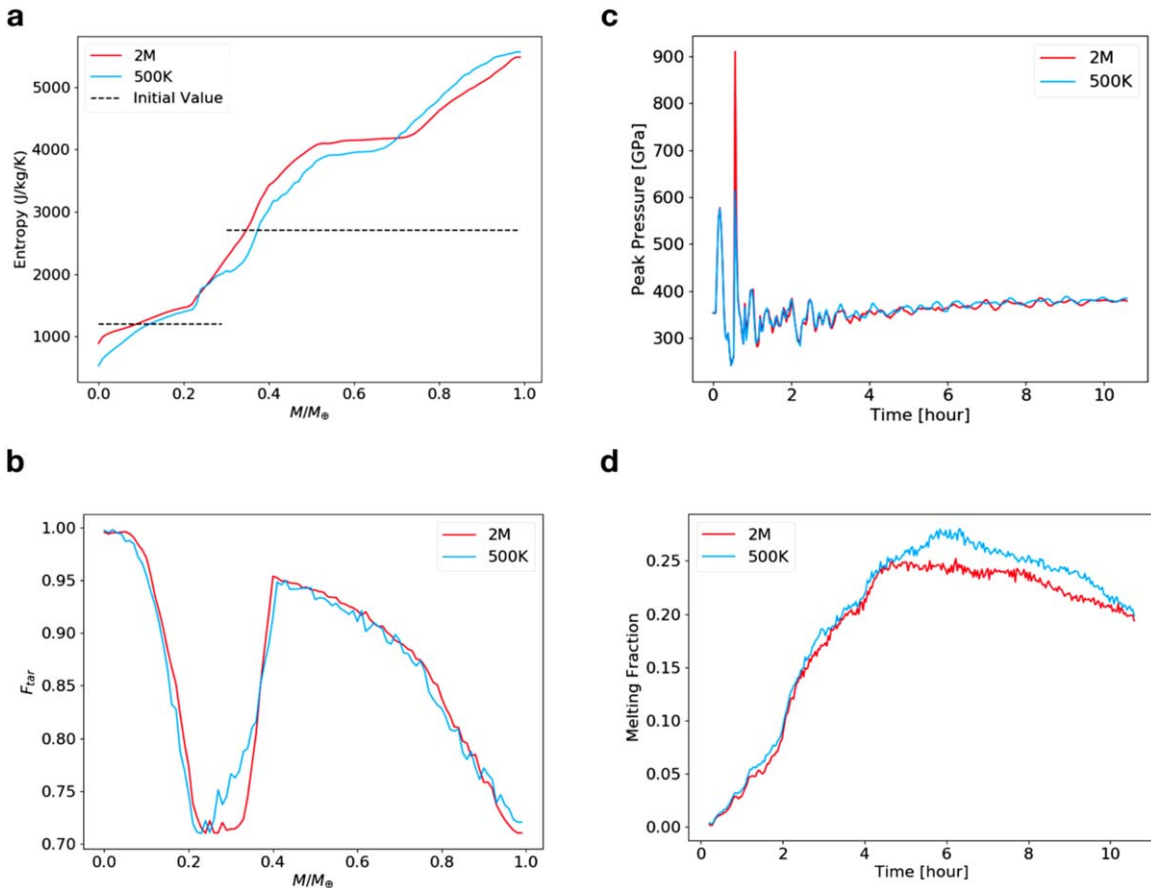 a
2M
500K
Initial Value
5000
4000
3000
2000
1000
Entropy (J/kg/K)
0.0 0.2 0.4 0.6 0.8 1.0
M/M⊕
c
2M
500K
900
800
700
600
500
400
300
Peak Pressure [GPa]
0 2 4 6 8 10
Time [hour]
b
2M
500K
1.00
0.95
0.90
0.85
0.80
0.75
0.70
F_tar
0.0 0.2 0.4 0.6 0.8 1.0
M/M⊕
d
2M
500K
0.25
0.20
0.15
0.10
0.05
0.00
Melting Fraction
0 2 4 6 8 10
Time [hour]